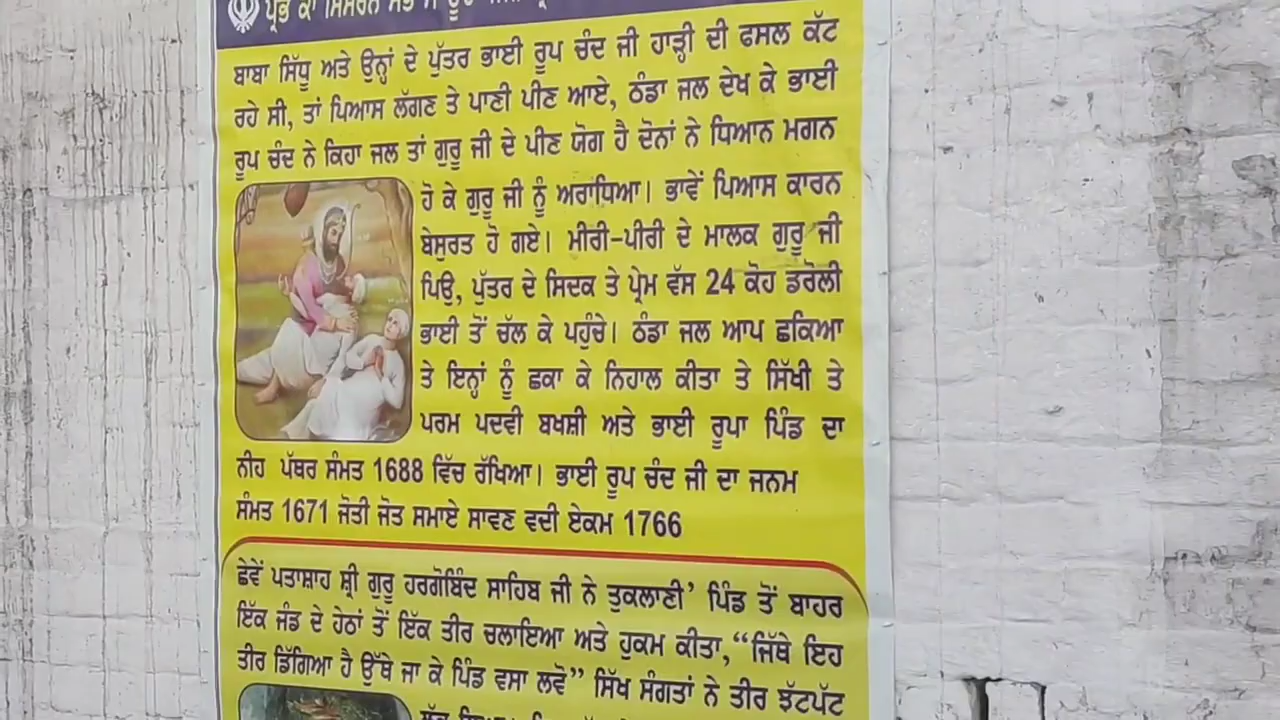 ਬਾਬਾ ਸਿੱਧੂ ਅਤੇ ਉਨ੍ਹਾਂ ਦੇ ਪੁੱਤਰ ਭਾਈ ਰੂਪ ਚੰਦ ਜੀ ਹਾੜ੍ਹੀ ਦੀ ਫਸਲ ਕੱਟ
ਰਹੇ ਸੀ, ਤਾਂ ਪਿਆਸ ਲੱਗਣ ਤੇ ਪਾਣੀ ਪੀਣ ਆਏ, ਠੰਡਾ ਜਲ ਦੇਖ ਕੇ ਭਾਈ
ਰੂਪ ਚੰਦ ਨੇ ਕਿਹਾ ਜਲ ਤਾਂ ਗੁਰੂ ਜੀ ਦੇ ਪੀਣ ਯੋਗ ਹੈ ਦੋਨਾਂ ਨੇ ਧਿਆਨ ਮਗਨ
ਹੋ ਕੇ ਗੁਰੂ ਜੀ ਨੂੰ ਅਰਾਧਿਆ। ਭਾਵੇਂ ਪਿਆਸ ਕਾਰਨ
ਬੇਸੁਰਤ ਹੋ ਗਏ। ਮੀਰੀ-ਪੀਰੀ ਦੇ ਮਾਲਕ ਗੁਰੂ ਜੀ
ਪਿਉ, ਪੁੱਤਰ ਦੇ ਸਿਦਕ ਤੇ ਪ੍ਰੇਮ ਵੱਸ 24 ਕੋਹ ਡਰੋਲੀ
ਭਾਈ ਤੋਂ ਚੱਲ ਕੇ ਪਹੁੰਚੇ। ਠੰਡਾ ਜਲ ਆਪ ਛਕਿਆ
ਤੇ ਇਨ੍ਹਾਂ ਨੂੰ ਛਕਾ ਕੇ ਨਿਹਾਲ ਕੀਤਾ ਤੇ ਸਿੱਖੀ ਤੇ
ਪਰਮ ਪਦਵੀ ਬਖਸ਼ੀ ਅਤੇ ਭਾਈ ਰੂਪਾ ਪਿੰਡ ਦਾ
ਨੀਹ ਪੱਥਰ ਸੰਮਤ 1688 ਵਿੱਚ ਰੱਖਿਆ। ਭਾਈ ਰੂਪ ਚੰਦ ਜੀ ਦਾ ਜਨਮ
ਸੰਮਤ 1671 ਜੋਤੀ ਜੋਤ ਸਮਾਏ ਸਾਵਣ ਵਦੀ ਏਕਮ 1766
ਛੇਵੇਂ ਪਤਾਸ਼ਾਹ ਸ਼੍ਰੀ ਗੁਰੂ ਹਰਗੋਬਿੰਦ ਸਾਹਿਬ ਜੀ ਨੇ ਤੁਕਲਾਣੀ’ ਪਿੰਡ ਤੋਂ ਬਾਹਰ
ਇੱਕ ਜੰਡ ਦੇ ਹੇਠਾਂ ਤੋਂ ਇੱਕ ਤੀਰ ਚਲਾਇਆ ਅਤੇ ਹੁਕਮ ਕੀਤਾ, “ਜਿੱਥੇ ਇਹ
ਤੀਰ ਡਿੱਗਿਆ ਹੈ ਉੱਥੇ ਜਾ ਕੇ ਪਿੰਡ ਵਸਾ ਲਵੋ” ਸਿੱਖ ਸੰਗਤਾਂ ਨੇ ਤੀਰ ਝੱਟਪੱਟ